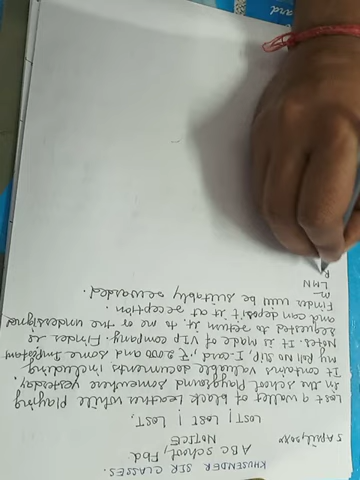 KHUSENDER SIR CLASSES.
ABC School, Fbd
NOTICE
5 April, 20XX
LOST! LOST! LOST,
Lost a wallet of black Leather while Playing
in the school Playground somewhere yesterday.
It contains valuable documents including
my Roll No Slip, I-card, ₹ 2000 and some Important
Notes. It is made of VIP company. Finder is
requested to return it to me or the undersigned
and can deposit it at reception.
Finder will be suitably rewarded.
LMN